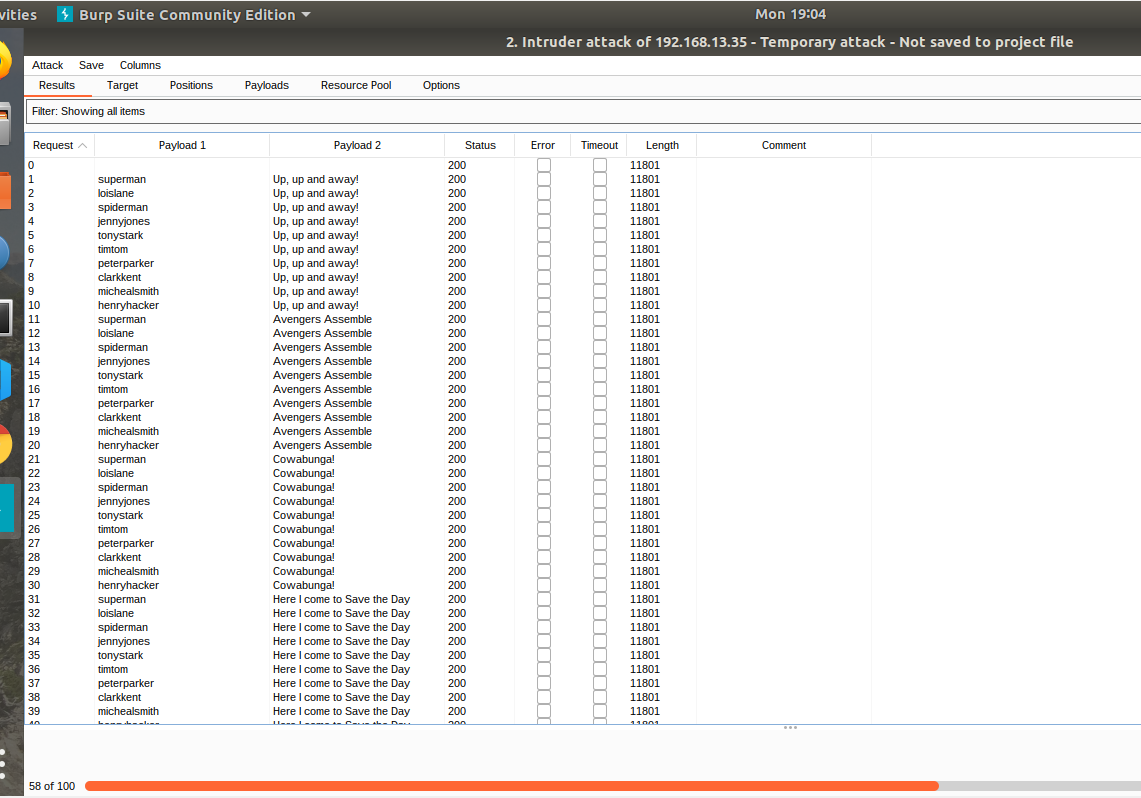 vities Burp Suite Community Edition Mon 19:04
2. Intruder attack of 192.168.13.35 - Temporary attack - Not saved to project file
Attack Save Columns
Results Target Positions Payloads Resource Pool Options
Filter: Showing all items
Request Payload 1 Payload 2 Status Error Timeout Length Comment
0 200 11801
1 superman Up, up and away! 200 11801
2 loislane Up, up and away! 200 11801
3 spiderman Up, up and away! 200 11801
4 jennyjones Up, up and away! 200 11801
5 tonystark Up, up and away! 200 11801
6 timtom Up, up and away! 200 11801
7 peterparker Up, up and away! 200 11801
8 clarkkent Up, up and away! 200 11801
9 michealsmith Up, up and away! 200 11801
10 henryhacker Up, up and away! 200 11801
11 superman Avengers Assemble 200 11801
12 loislane Avengers Assemble 200 11801
13 spiderman Avengers Assemble 200 11801
14 jennyjones Avengers Assemble 200 11801
15 tonystark Avengers Assemble 200 11801
16 timtom Avengers Assemble 200 11801
17 peterparker Avengers Assemble 200 11801
18 clarkkent Avengers Assemble 200 11801
19 michealsmith Avengers Assemble 200 11801
20 henryhacker Avengers Assemble 200 11801
21 superman Cowabunga! 200 11801
22 loislane Cowabunga! 200 11801
23 spiderman Cowabunga! 200 11801
24 jennyjones Cowabunga! 200 11801
25 tonystark Cowabunga! 200 11801
26 timtom Cowabunga! 200 11801
27 peterparker Cowabunga! 200 11801
28 clarkkent Cowabunga! 200 11801
29 michealsmith Cowabunga! 200 11801
30 henryhacker Cowabunga! 200 11801
31 superman Here I come to Save the Day 200 11801
32 loislane Here I come to Save the Day 200 11801
33 spiderman Here I come to Save the Day 200 11801
34 jennyjones Here I come to Save the Day 200 11801
35 tonystark Here I come to Save the Day 200 11801
36 timtom Here I come to Save the Day 200 11801
37 peterparker Here I come to Save the Day 200 11801
38 clarkkent Here I come to Save the Day 200 11801
39 michealsmith Here I come to Save the Day 200 11801
40 henryhacker Here I come to Save the Day 200 11801
58 of 100